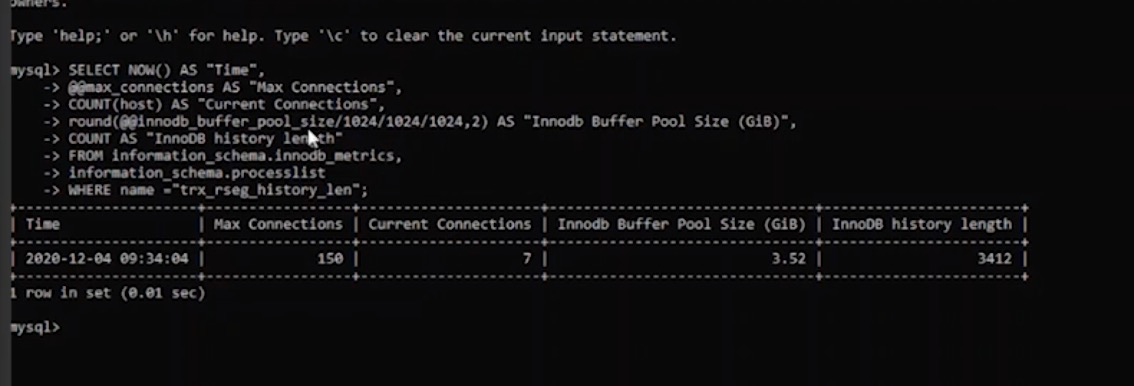 owners.
Type 'help;' or '\h' for help. Type '\c' to clear the current input statement.
mysql> SELECT NOW() AS "Time",
-> @@max_connections AS "Max Connections",
-> COUNT(host) AS "Current Connections",
-> round(@@innodb_buffer_pool_size/1024/1024/1024,2) AS "Innodb Buffer Pool Size (GiB)",
-> COUNT AS "InnoDB history length"
-> FROM information_schema.innodb_metrics,
-> information_schema.processlist
-> WHERE name ="trx_rseg_history_len";
| Time | Max Connections | Current Connections | Innodb Buffer Pool Size (GiB) | InnoDB history length |
| 2020-12-04 09:34:04 | 150 | 7 | 3.52 | 3412 |
1 row in set (0.01 sec)
mysql>